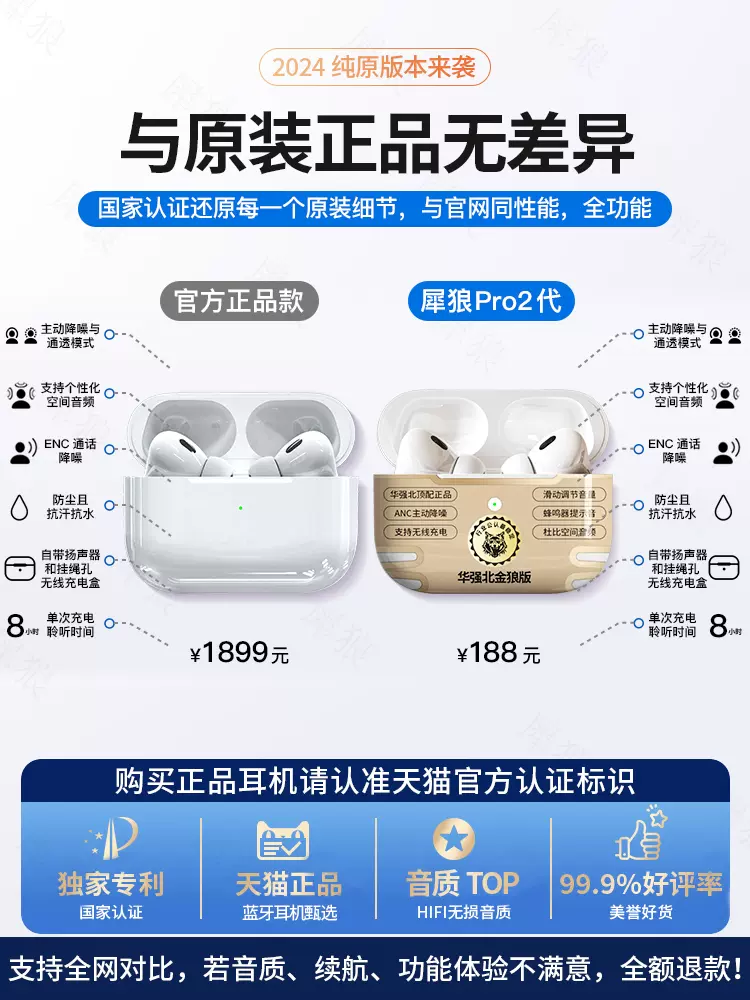 2024 纯原版本来袭
与原装正品无差异
国家认证还原每一个原装细节，与官网同性能，全功能
官方正品款
犀狼Pro2代
主动降噪与
通透模式
支持个性化
空间音频
ENC 通话
降噪
防尘且
抗汗抗水
自带扬声器
和挂绳孔
无线充电盒
8小时
单次充电
聆听时间
¥1899元
华强北顶配正品
滑动调节音量
ANC主动降噪
蜂鸣器提示音
支持无线充电
杜比空间音频
华强北金狼版
主动降噪与
通透模式
支持个性化
空间音频
ENC 通话
降噪
防尘且
抗汗抗水
自带扬声器
和挂绳孔
无线充电盒
单次充电
聆听时间
8小时
¥188元
购买正品耳机请认准天猫官方认证标识
独家专利
国家认证
天猫正品
蓝牙耳机甄选
音质 TOP
HIFI无损音质
99.9%好评率
美誉好货
支持全网对比，若音质、续航、功能体验不满意，全额退款！
犀狼